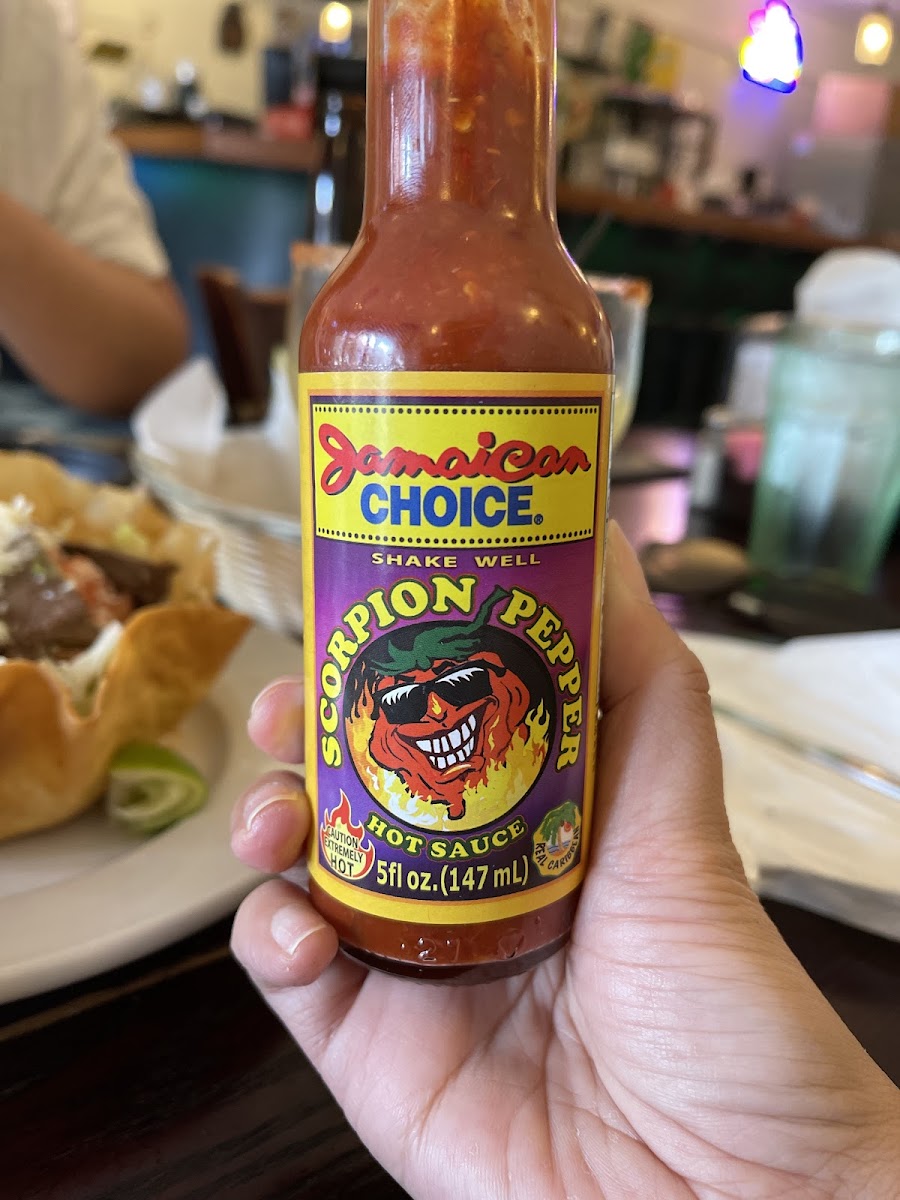 Jamaican
CHOICE®
SHAKE WELL
SCORPION PEPPER
HOT SAUCE
CAUTION
EXTREMELY
HOT
5fl oz.(147 mL)
REAL CARIBBEAN